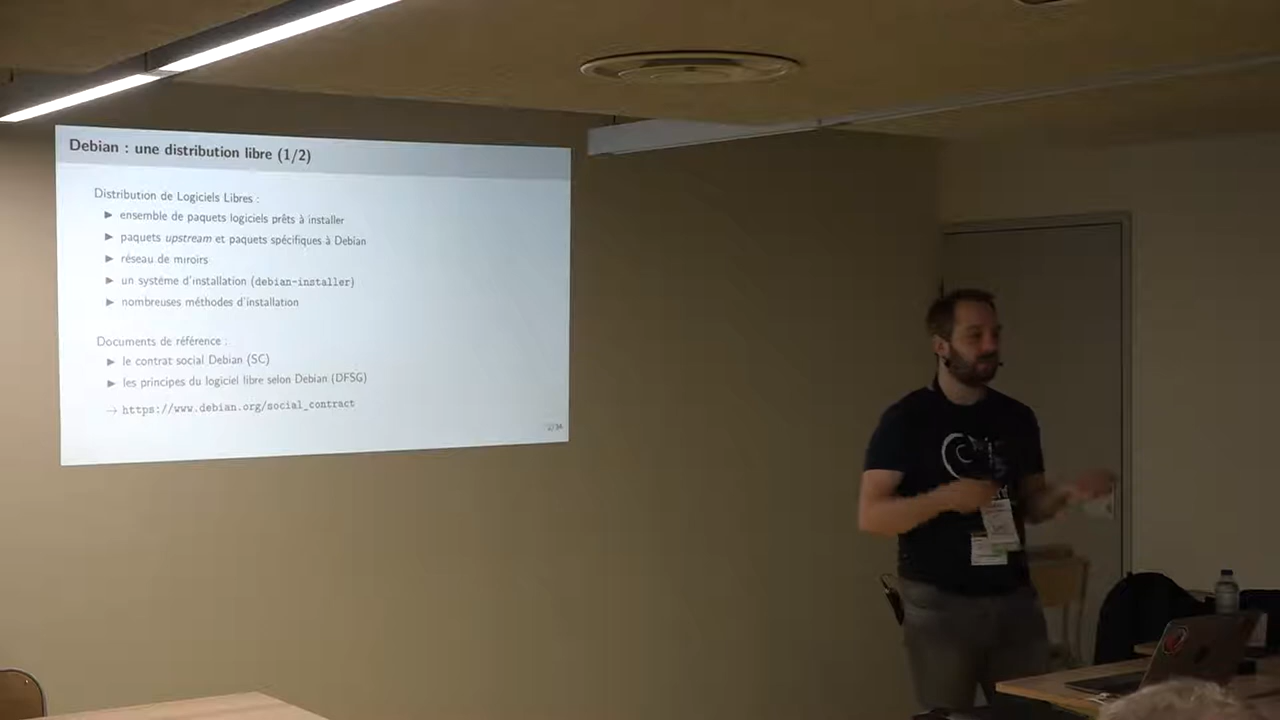 Debian : une distribution libre (1/2)
Distribution de Logiciels Libres :
▶ ensemble de paquets logiciels prêts à installer
▶ paquets upstream et paquets spécifiques à Debian
▶ réseau de miroirs
▶ un système d'installation (debian-installer)
▶ nombreuses méthodes d'installation
Documents de référence :
▶ le contrat social Debian (SC)
▶ les principes du logiciel libre selon Debian (DFSG)
→ https://www.debian.org/social_contract